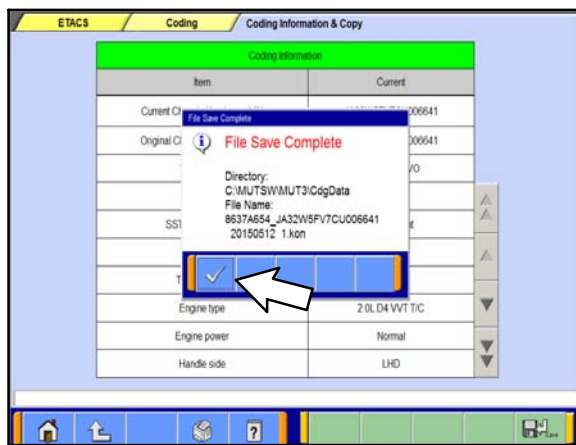 ETACS
Coding
Coding Information & Copy
Coding Information
Item
Current
Current C
006641
Original C
006641
/O
SST
T
Engine type
2.0L D4 VVT T/C
Engine power
Normal
Handle side
LHD
File Save Complete
File Save Complete
Directory:
C:\MUTSW\MUT3\CdgData
File Name:
8637A654_JA32W5FV7CU006641
20150512 1.kon
?